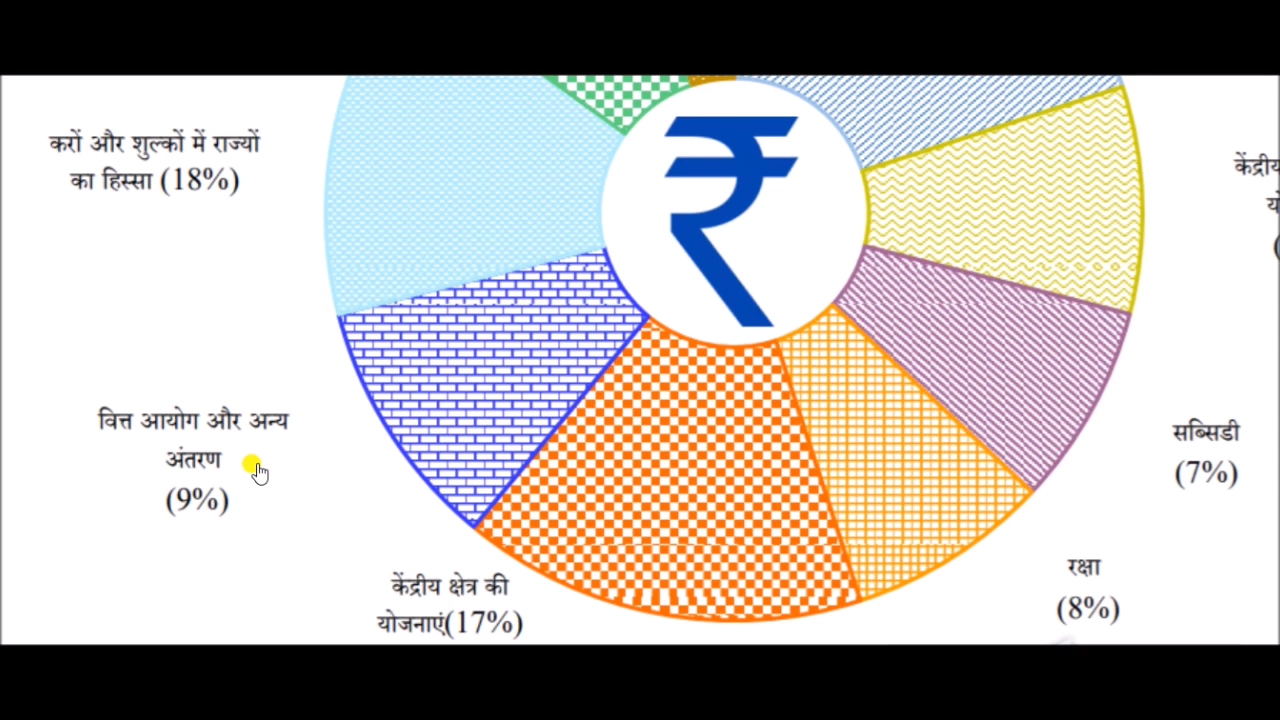 करों और शुल्कों में राज्यों
का हिस्सा (18%)
वित्त आयोग और अन्य
अंतरण
(9%)
केंद्रीय क्षेत्र की
योजनाएं(17%)
सब्सिडी
(7%)
रक्षा
(8%)
₹